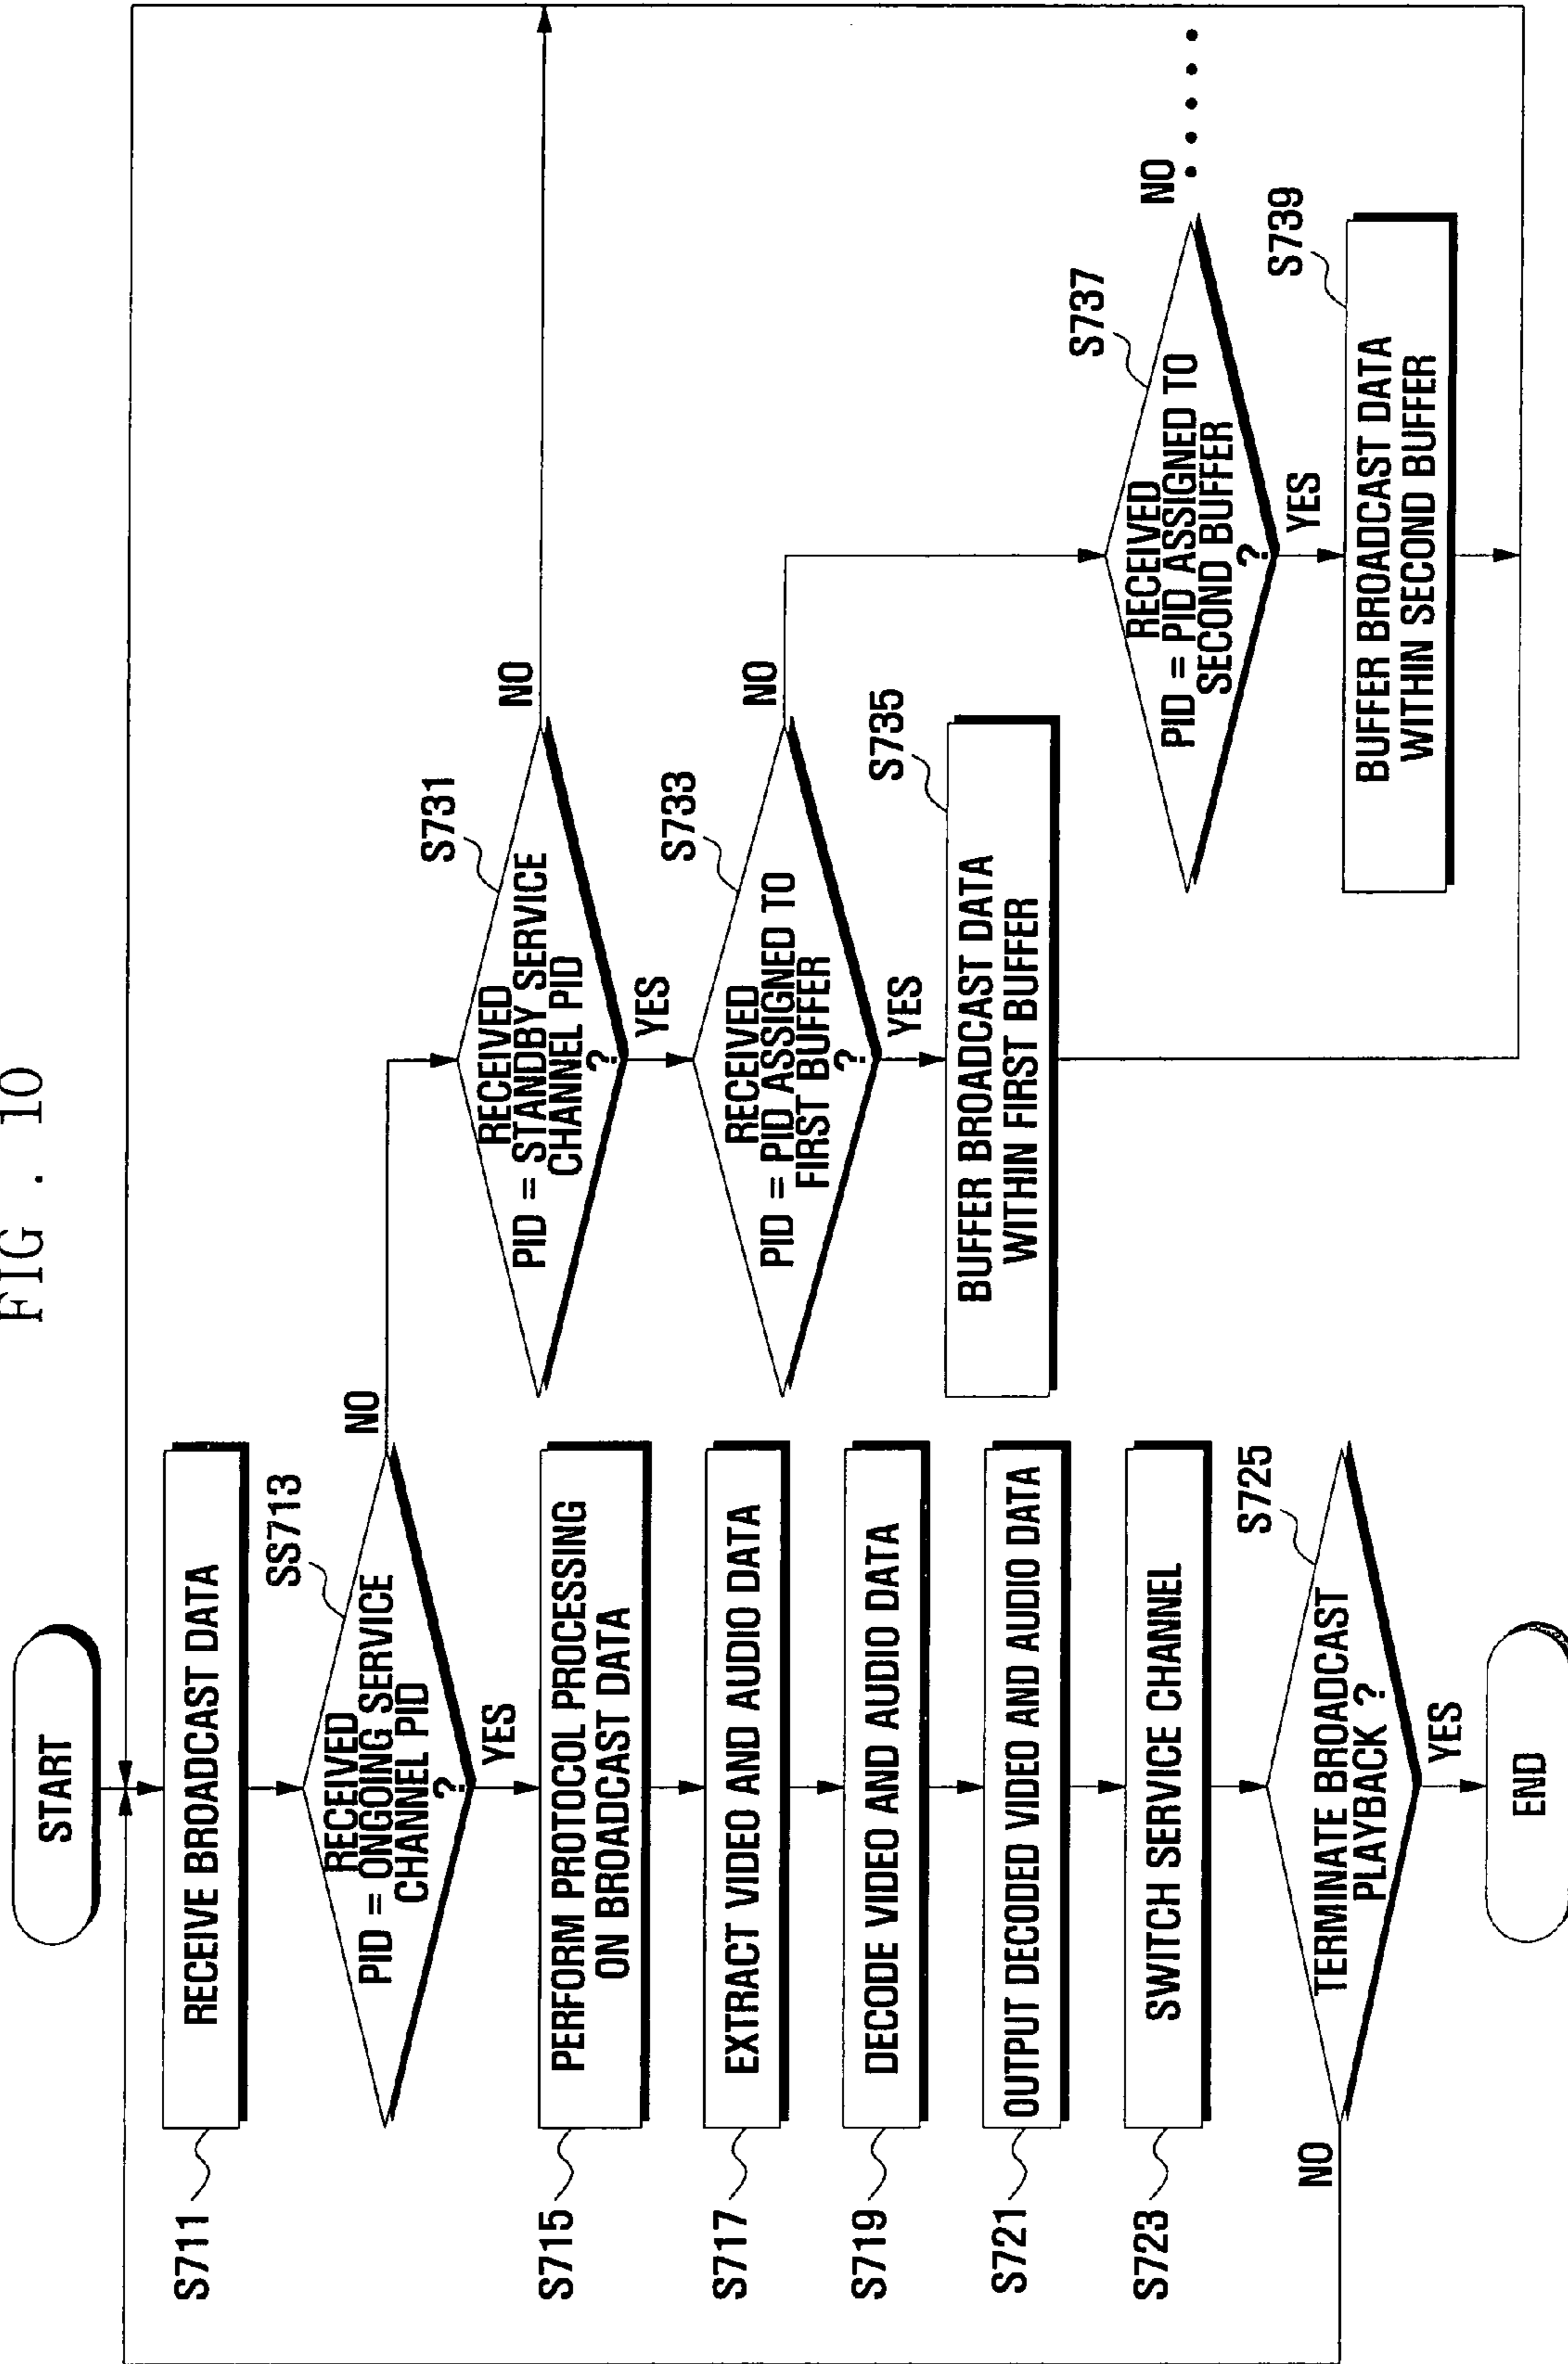 FIG . 10
START
S711
RECEIVE BROADCAST DATA
SS713
RECEIVED
PID = ONGOING SERVICE
CHANNEL PID
?
NO
YES
S715
PERFORM PROTOCOL PROCESSING
ON BROADCAST DATA
S717
EXTRACT VIDEO AND AUDIO DATA
S719
DECODE VIDEO AND AUDIO DATA
S721
OUTPUT DECODED VIDEO AND AUDIO DATA
S723
SWITCH SERVICE CHANNEL
S725
TERMINATE BROADCAST
PLAYBACK ?
NO
YES
END
S731
RECEIVED
PID = STANDBY SERVICE
CHANNEL PID
?
NO
YES
S733
RECEIVED
PID = PID ASSIGNED TO
FIRST BUFFER
?
NO
YES
S735
BUFFER BROADCAST DATA
WITHIN FIRST BUFFER
S737
RECEIVED
PID = PID ASSIGNED TO
SECOND BUFFER
?
NO
YES
S739
BUFFER BROADCAST DATA
WITHIN SECOND BUFFER